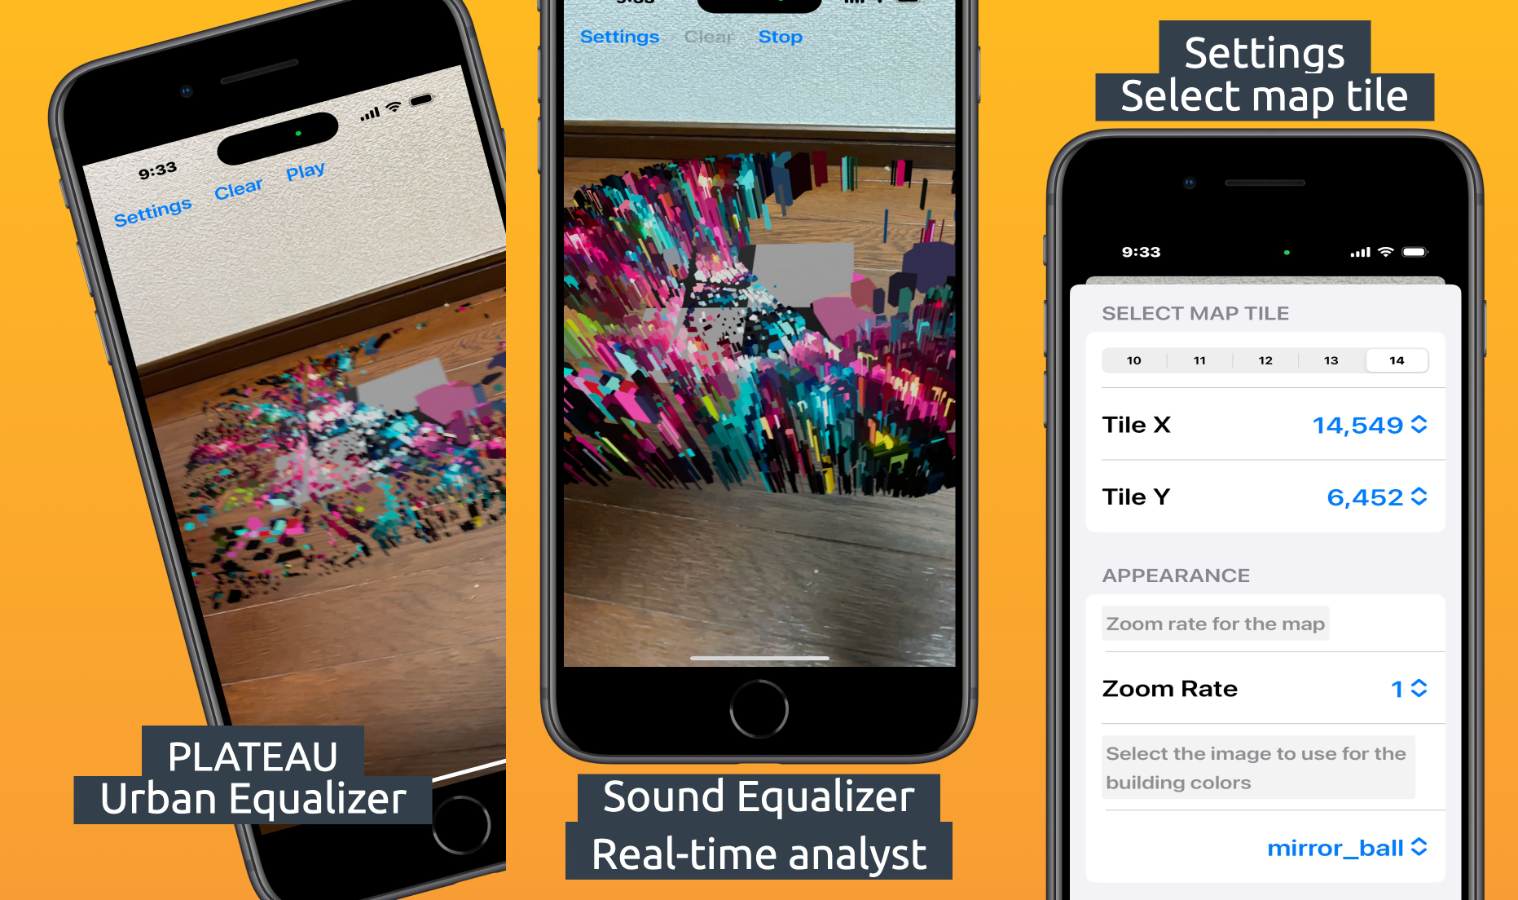 9:33
Settings
Clear
Play
PLATEAU
Urban Equalizer
Settings
Clear
Stop
Sound Equalizer
Real-time analyst
Settings
Select map tile
9:33
SELECT MAP TILE
10 11 12 13 14
Tile X 14,549
Tile Y 6,452
APPEARANCE
Zoom rate for the map
Zoom Rate 1
Select the image to use for the
building colors
mirror_ball